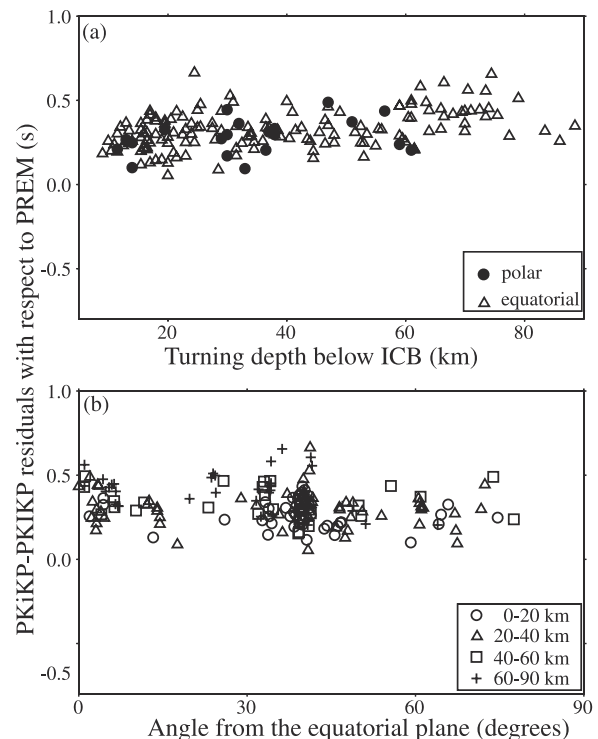 PKiKP-PKIKP residuals with respect to PREM (s)
1.0
(a)
0.5
0.0
-0.5
polar
equatorial
20 40 60 80
Turning depth below ICB (km)
1.0
(b)
0.5
0.0
-0.5
0-20 km
20-40 km
40-60 km
60-90 km
0 30 60 90
Angle from the equatorial plane (degrees)